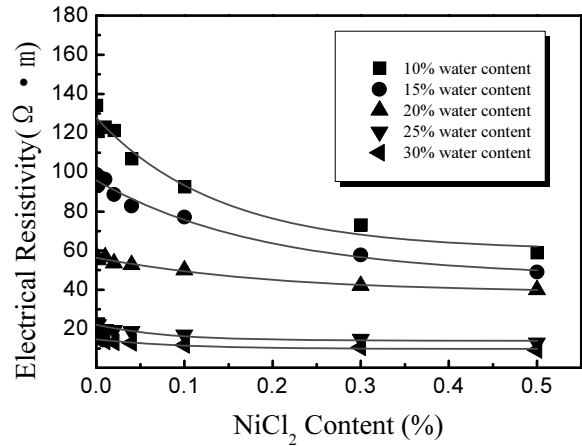 180
160
140
120
100
80
60
40
20
0.0 0.1 0.2 0.3 0.4 0.5
Electrical Resistivity(Ω・m)
NiCl₂ Content (%)
10% water content
15% water content
20% water content
25% water content
30% water content